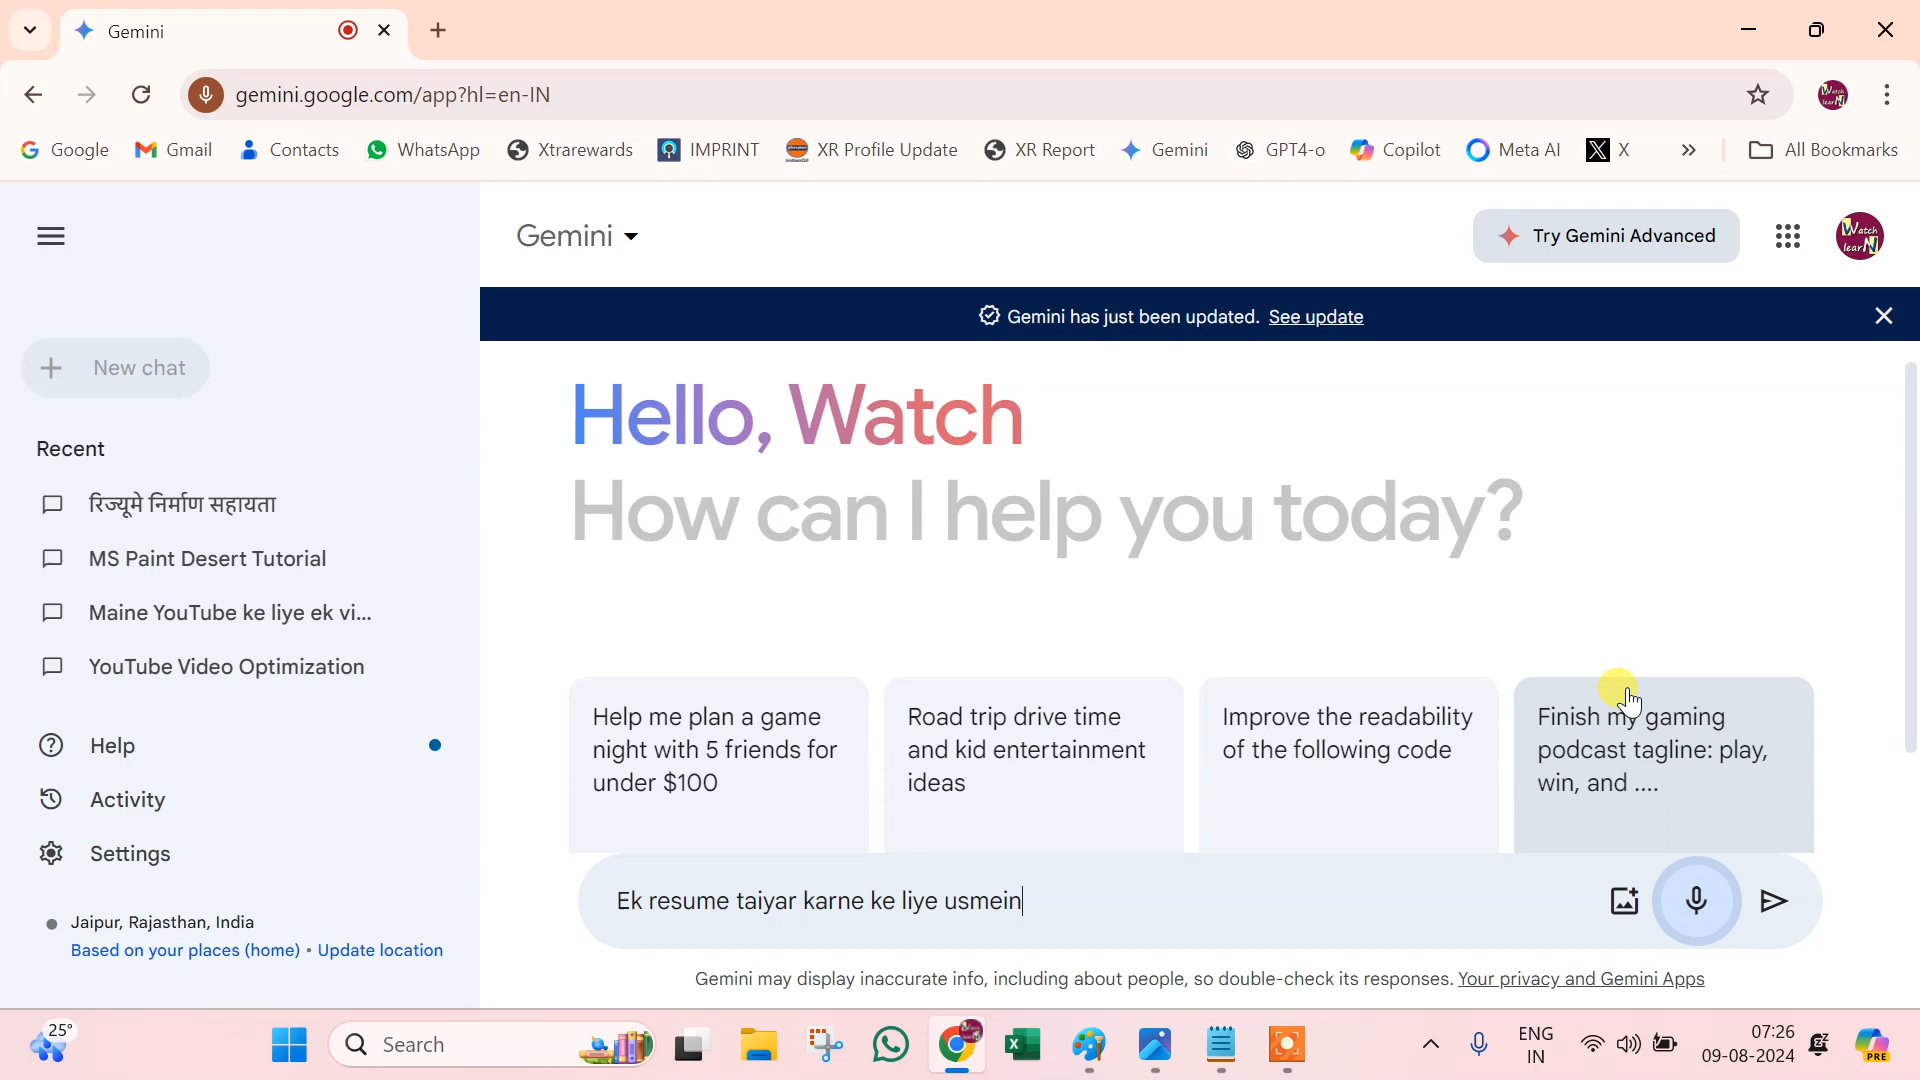 Gemini
gemini.google.com/app?hl=en-IN
Google Gmail Contacts WhatsApp Xtrarewards IMPRINT XR Profile Update XR Report Gemini GPT4-o Copilot Meta AI X » All Bookmarks
Gemini
Try Gemini Advanced
Watch
learN
Gemini has just been updated. See update
New chat
Recent
रिज्यूमे निर्माण सहायता
MS Paint Desert Tutorial
Maine YouTube ke liye ek vi...
YouTube Video Optimization
Help
Activity
Settings
Jaipur, Rajasthan, India
Based on your places (home) • Update location
Hello, Watch
How can I help you today?
Help me plan a game
night with 5 friends for
under $100
Road trip drive time
and kid entertainment
ideas
Improve the readability
of the following code
Finish my gaming
podcast tagline: play,
win, and ....
Ek resume taiyar karne ke liye usmein
Gemini may display inaccurate info, including about people, so double-check its responses. Your privacy and Gemini Apps
25°
Search
ENG
IN
07:26
09-08-2024
PRE